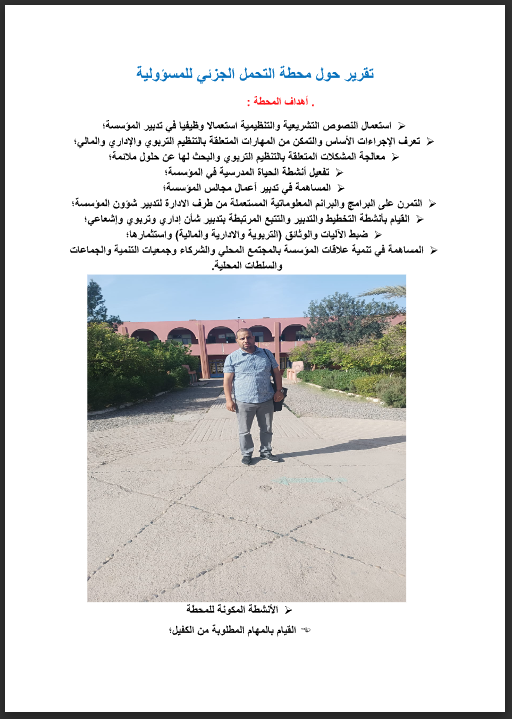 تقرير حول محطة التحمل الجزئي للمسؤولية
. أهداف المحطة :
➢ استعمال النصوص التشريعية والتنظيمية استعمالا وظيفيا في تدبير المؤسسة؛
➢ تعرف الإجراءات الأساس والتمكن من المهارات المتعلقة بالتنظيم التربوي والإداري والمالي؛
➢ معالجة المشكلات المتعلقة بالتنظيم التربوي والبحث لها عن حلول ملائمة؛
➢ تفعيل أنشطة الحياة المدرسية في المؤسسة؛
➢ المساهمة في تدبير أعمال مجالس المؤسسة؛
➢ التمرن على البرامج والبرانم المعلوماتية المستعملة من طرف الادارة لتدبير شؤون المؤسسة؛
➢ القيام بأنشطة التخطيط والتدبير والتتبع المرتبطة بتدبير شأن إداري وتربوي وإشعاعي؛
➢ ضبط الآليات والوثائق (التربوية والادارية والمالية) واستثمارها؛
➢ المساهمة في تنمية علاقات المؤسسة بالمجتمع المحلي والشركاء وجمعيات التنمية والجماعات
والسلطات المحلية.
➢ الأنشطة المكونة للمحطة
☜ القيام بالمهام المطلوبة من الكفيل؛